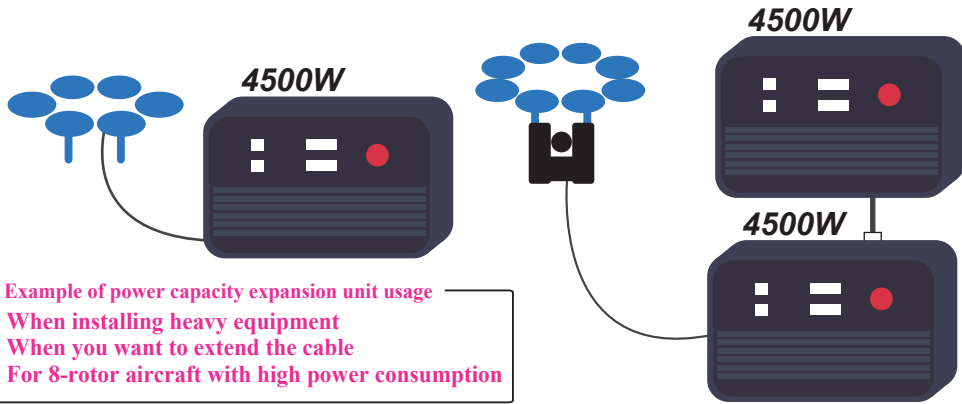 4500W
4500W
4500W
Example of power capacity expansion unit usage
When installing heavy equipment
When you want to extend the cable
For 8-rotor aircraft with high power consumption